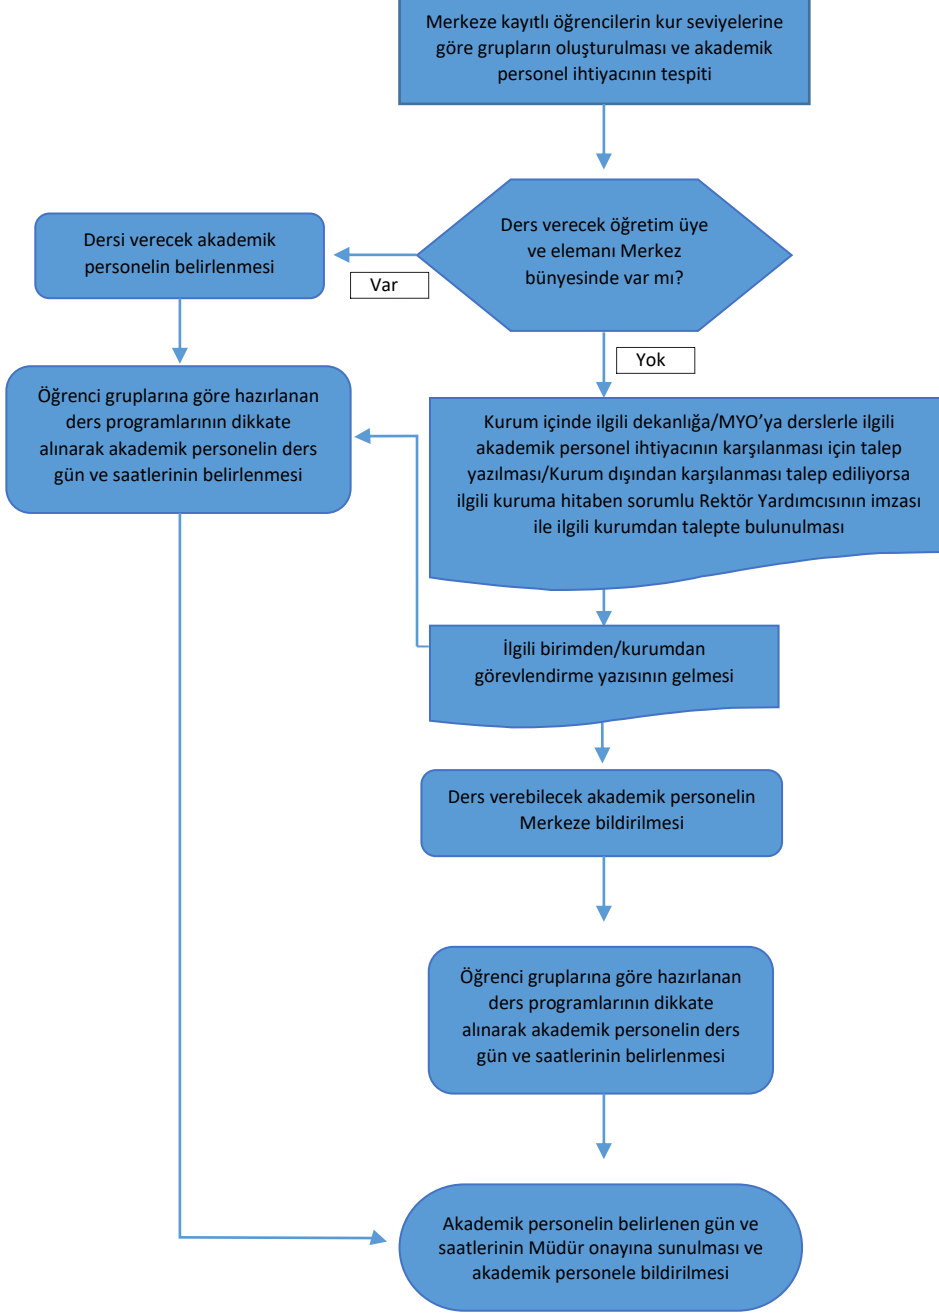 Merkeze kayıtlı öğrencilerin kur seviyelerine
göre grupların oluşturulması ve akademik
personel ihtiyacının tespiti
Ders verecek öğretim üye
ve elemanı Merkez
bünyesinde var mı?
Dersi verecek akademik
personelin belirlenmesi
Var
Yok
Öğrenci gruplarına göre hazırlanan
ders programlarının dikkate
alınarak akademik personelin ders
gün ve saatlerinin belirlenmesi
Kurum içinde ilgili dekanlığa/MYO’ya derslerle ilgili
akademik personel ihtiyacının karşılanması için talep
yazılması/Kurum dışından karşılanması talep ediliyorsa
ilgili kuruma hitaben sorumlu Rektör Yardımcısının imzası
ile ilgili kurumdan talepte bulunulması
İlgili birimden/kurumdan
görevlendirme yazısının gelmesi
Ders verebilecek akademik personelin
Merkeze bildirilmesi
Öğrenci gruplarına göre hazırlanan
ders programlarının dikkate
alınarak akademik personelin ders
gün ve saatlerinin belirlenmesi
Akademik personelin belirlenen gün ve
saatlerinin Müdür onayına sunulması ve
akademik personele bildirilmesi